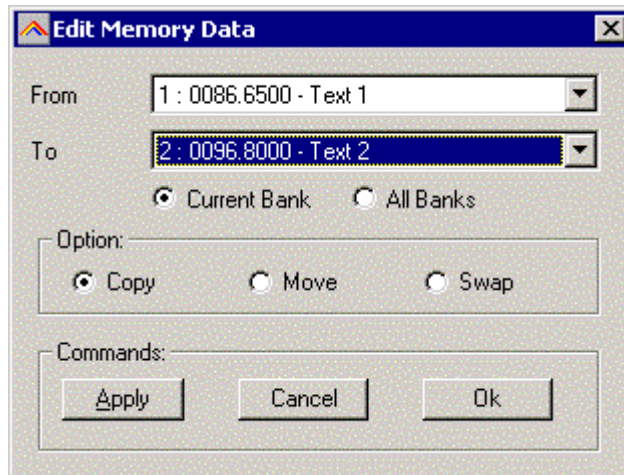 Edit Memory Data
From 1 : 0086.6500 - Text 1
To 2 : 0096.8000 - Text 2
Current Bank All Banks
Option:
Copy Move Swap
Commands:
Apply Cancel Ok